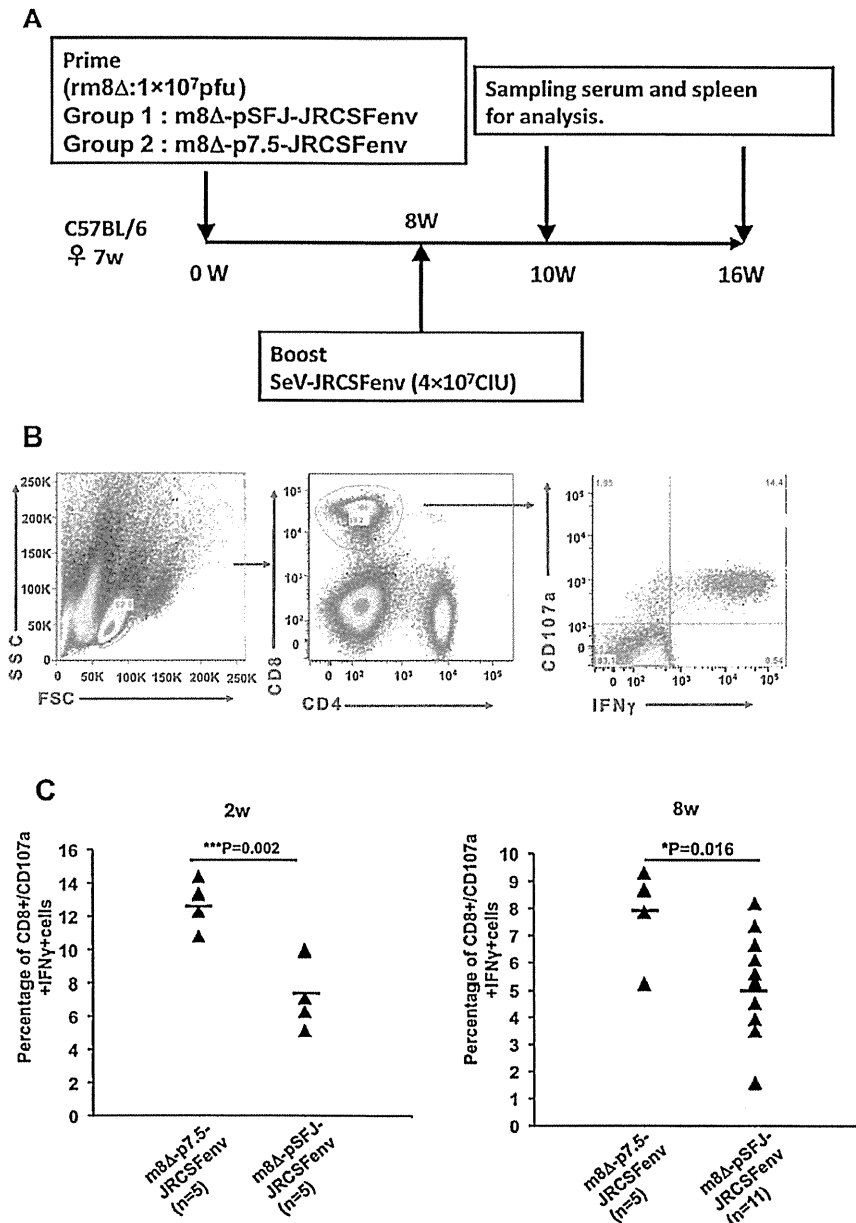 A
Prime
(rm8Δ:1×10⁷pfu)
Group 1 : m8Δ-pSFJ-JRCSFenv
Group 2 : m8Δ-p7.5-JRCSFenv
Sampling serum and spleen
for analysis.
C57BL/6
♀ 7w
8W
0 W
10W
16W
Boost
SeV-JRCSFenv (4×10⁷CIU)
B
250K
200K
150K
100K
50K
0
SSC
0 50K 100K 150K 200K 250K
FSC
10⁵
10⁴
10³
10²
0
CD8
0 10² 10³ 10⁴ 10⁵
CD4
1.95
14.4
10⁵
10⁴
10³
10²
0
CD107a
83.1
0.54
0 10² 10³ 10⁴ 10⁵
IFNγ
C
2w
***P=0.002
Percentage of CD8+/CD107a
+IFNγ+cells
16
14
12
10
8
6
4
2
0
m8Δ-p7.5-
JRCSFenv
(n=5)
m8Δ-pSFJ-
JRCSFenv
(n=5)
8w
*P=0.016
Percentage of CD8+/CD107a
+IFNγ+cells
10
9
8
7
6
5
4
3
2
1
0
m8Δ-p7.5-
JRCSFenv
(n=5)
m8Δ-pSFJ-
JRCSFenv
(n=11)